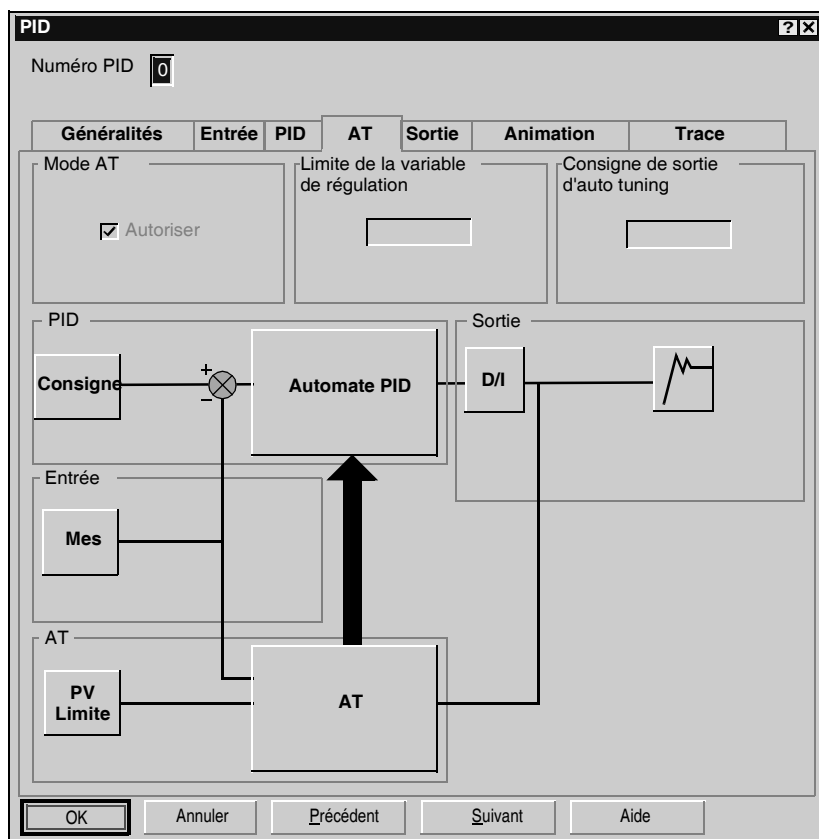 PID
Numéro PID 0
Généralités Entrée PID AT Sortie Animation Trace
Mode AT
Autoriser
Limite de la variable
de régulation
Consigne de sortie
d'auto tuning
PID
Consigne
+
−
Automate PID
Sortie
D/I
Entrée
Mes
AT
PV
Limite
AT
OK Annuler Précédent Suivant Aide